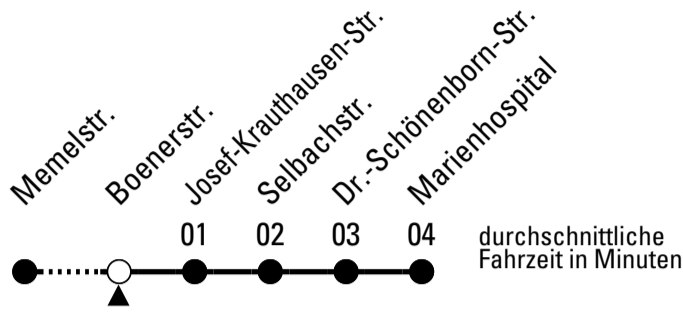 Memelstr.
Boenerstr.
Josef-Krauthausen-Str.
Selbachstr.
Dr.-Schönenborn-Str.
Marienhospital
01 02 03 04
durchschnittliche
Fahrzeit in Minuten